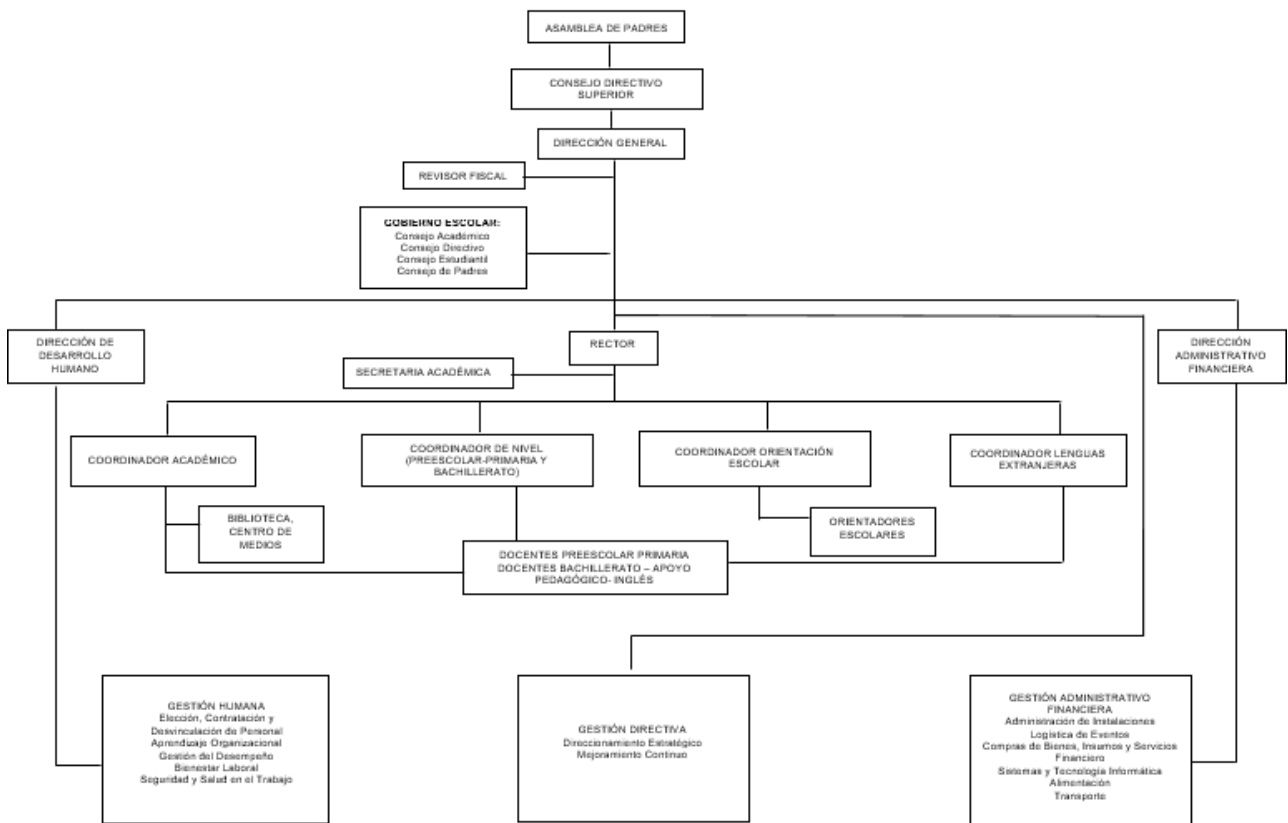 ASAMBLEA DE PADRES
CONSEJO DIRECTIVO
SUPERIOR
DIRECCIÓN GENERAL
REVISOR FISCAL
GOBIERNO ESCOLAR:
Consejo Académico
Consejo Directivo
Consejo Estudiantil
Consejo de Padres
DIRECCIÓN DE
DESARROLLO
HUMANO
RECTOR
DIRECCIÓN
ADMINISTRATIVO
FINANCIERA
SECRETARIA ACADÉMICA
COORDINADOR ACADÉMICO
COORDINADOR DE NIVEL
(PREESCOLAR-PRIMARIA Y
BACHILLERATO)
COORDINADOR ORIENTACIÓN
ESCOLAR
COORDINADOR LENGUAS
EXTRANJERAS
BIBLIOTECA,
CENTRO DE
MEDIOS
ORIENTADORES
ESCOLARES
DOCENTES PREESCOLAR PRIMARIA
DOCENTES BACHILLERATO – APOYO
PEDAGÓGICO- INGLÉS
GESTIÓN HUMANA
Elección, Contratación y
Desvinculación de Personal
Aprendizaje Organizacional
Gestión del Desempeño
Bienestar Laboral
Seguridad y Salud en el Trabajo
GESTIÓN DIRECTIVA
Direccionamiento Estratégico
Mejoramiento Continuo
GESTIÓN ADMINISTRATIVO
FINANCIERA
Administración de Instalaciones
Logística de Eventos
Compras de Bienes, Insumos y Servicios
Financiero
Sistemas y Tecnología Informática
Alimentación
Transporte